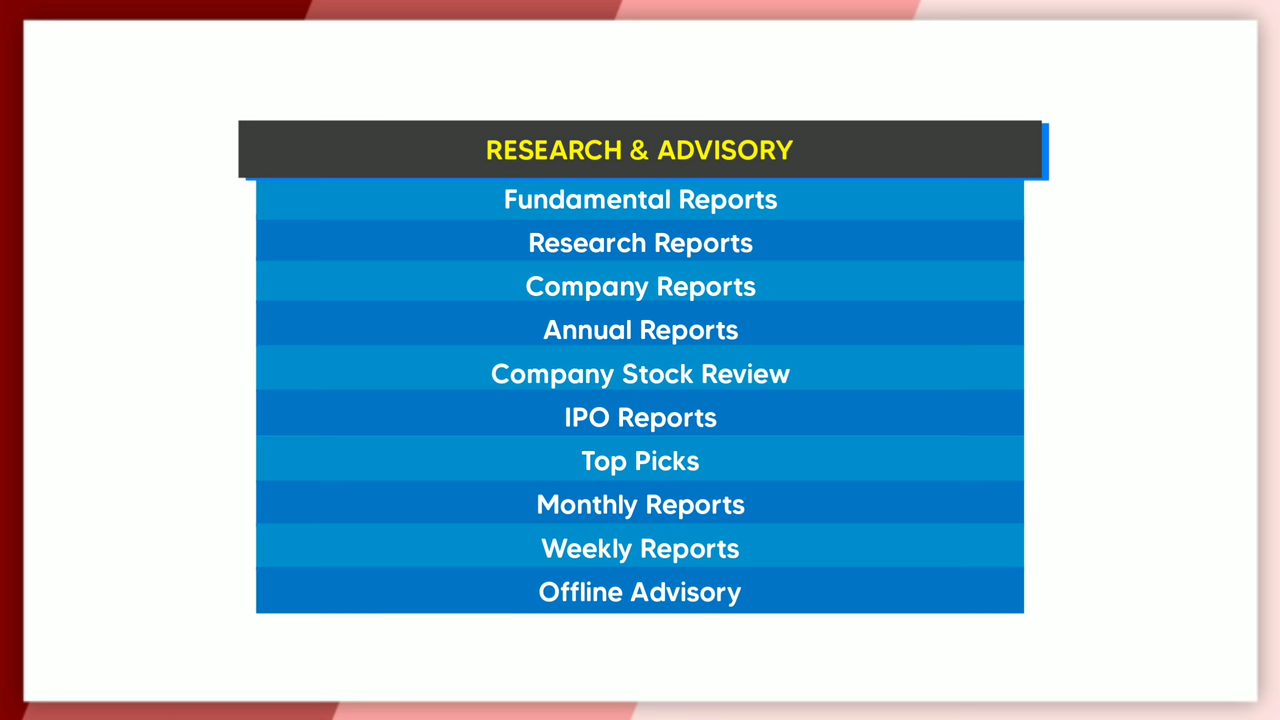 RESEARCH & ADVISORY
Fundamental Reports
Research Reports
Company Reports
Annual Reports
Company Stock Review
IPO Reports
Top Picks
Monthly Reports
Weekly Reports
Offline Advisory